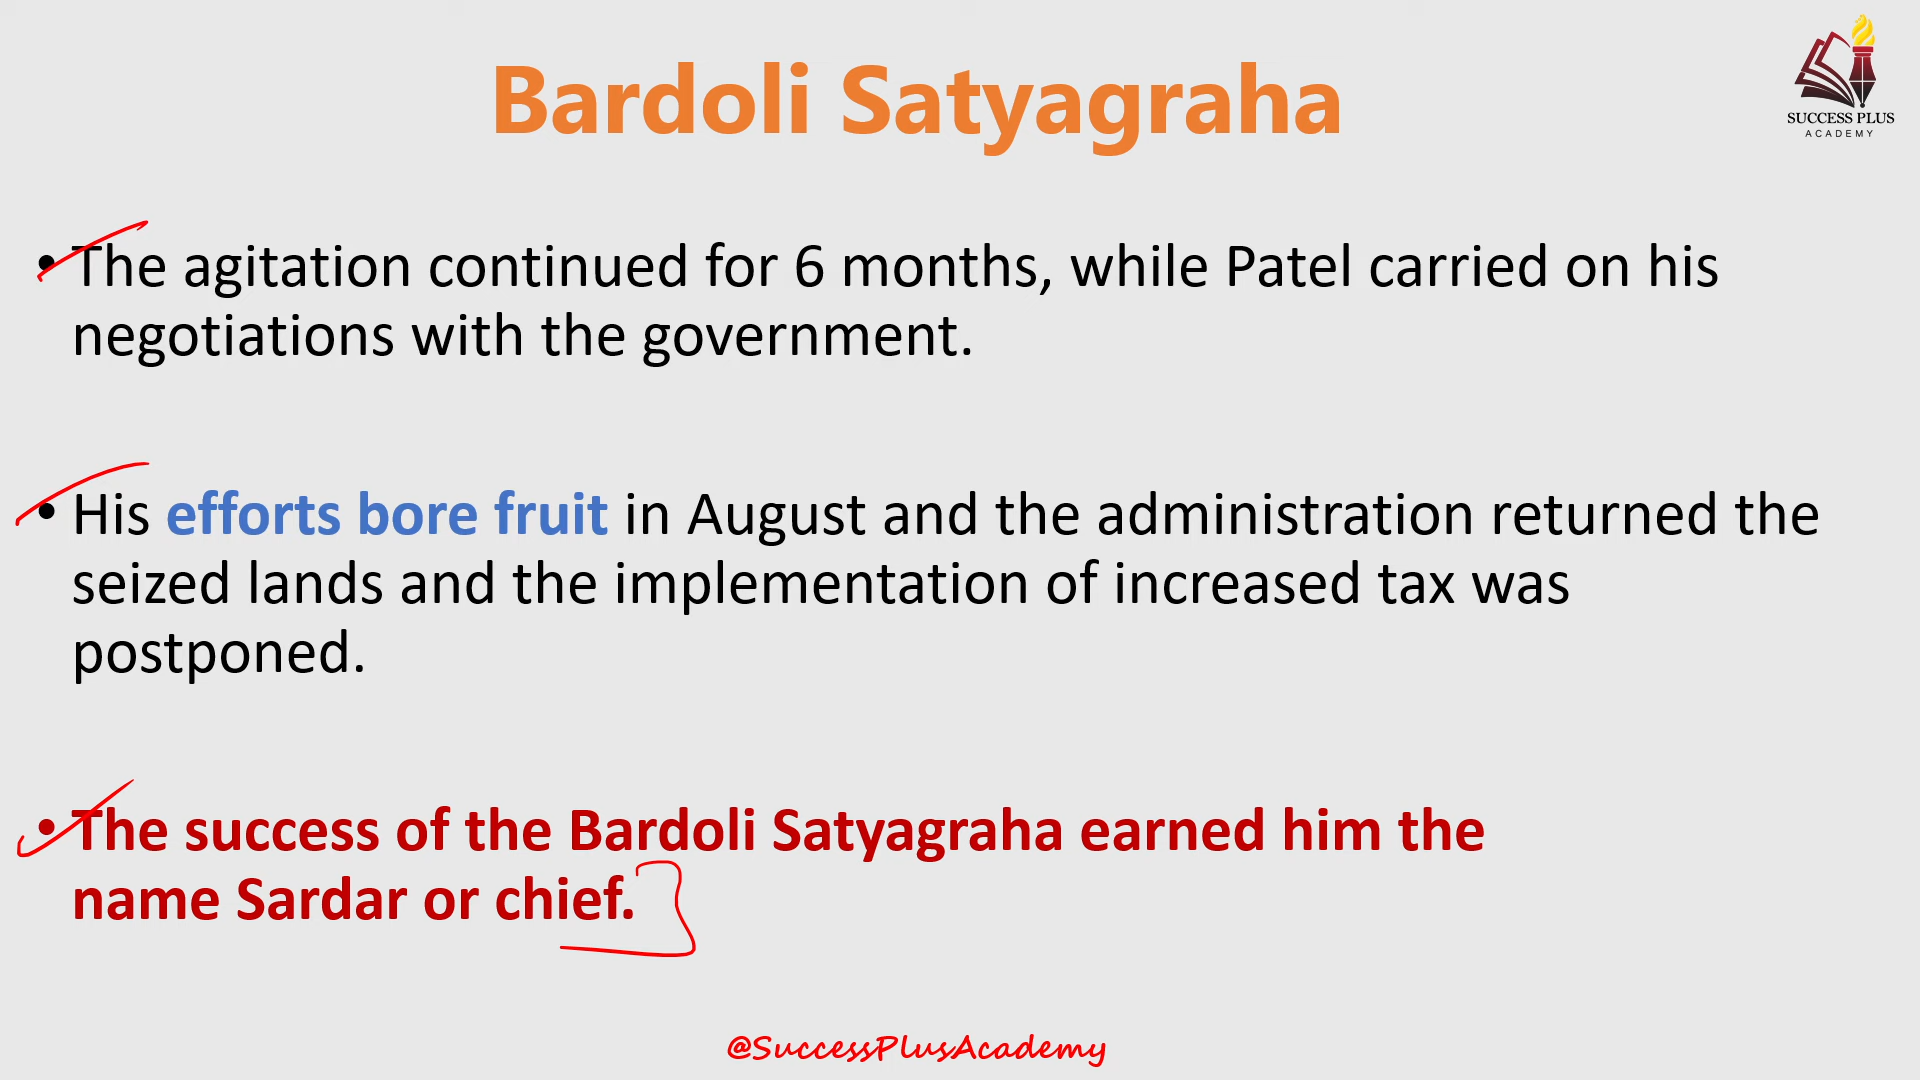 Bardoli Satyagraha
SUCCESS PLUS
ACADEMY
• The agitation continued for 6 months, while Patel carried on his
negotiations with the government.
• His efforts bore fruit in August and the administration returned the
seized lands and the implementation of increased tax was
postponed.
• The success of the Bardoli Satyagraha earned him the
name Sardar or chief.
@SuccessPlusAcademy